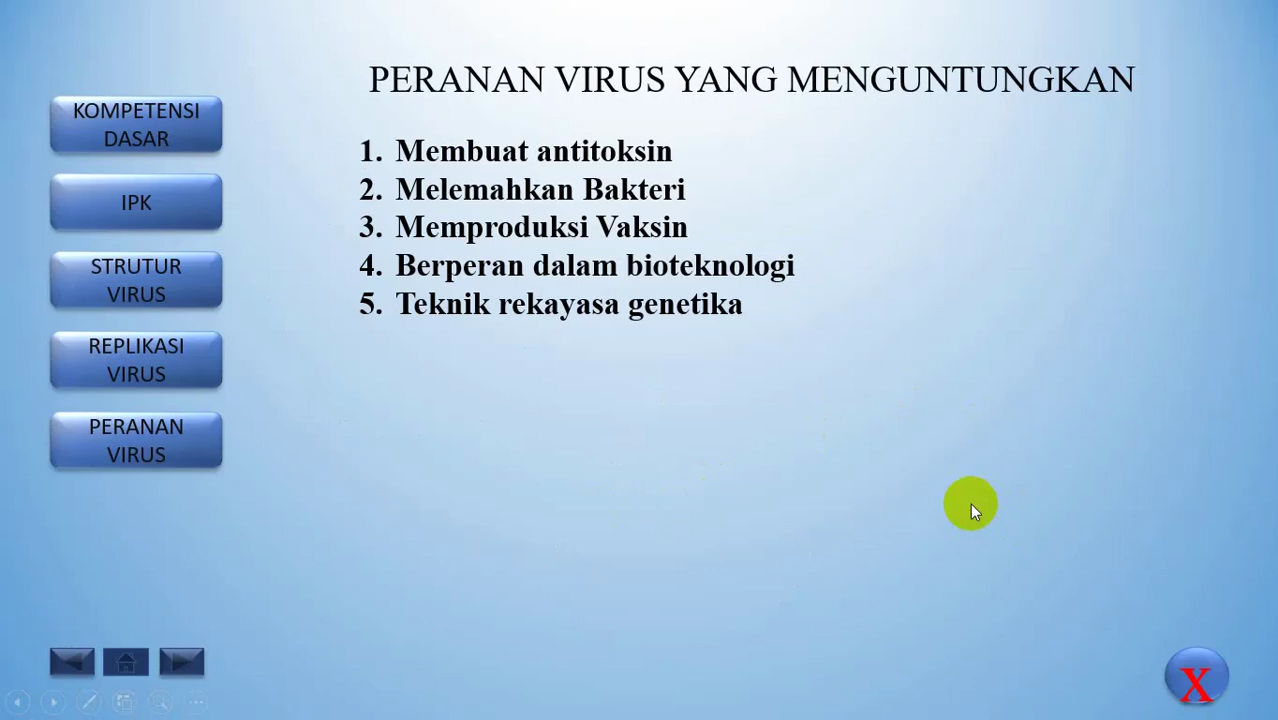 PERANAN VIRUS YANG MENGUNTUNGKAN
KOMPETENSI
DASAR
IPK
STRUTUR
VIRUS
REPLIKASI
VIRUS
PERANAN
VIRUS
1. Membuat antitoksin
2. Melemahkan Bakteri
3. Memproduksi Vaksin
4. Berperan dalam bioteknologi
5. Teknik rekayasa genetika
X